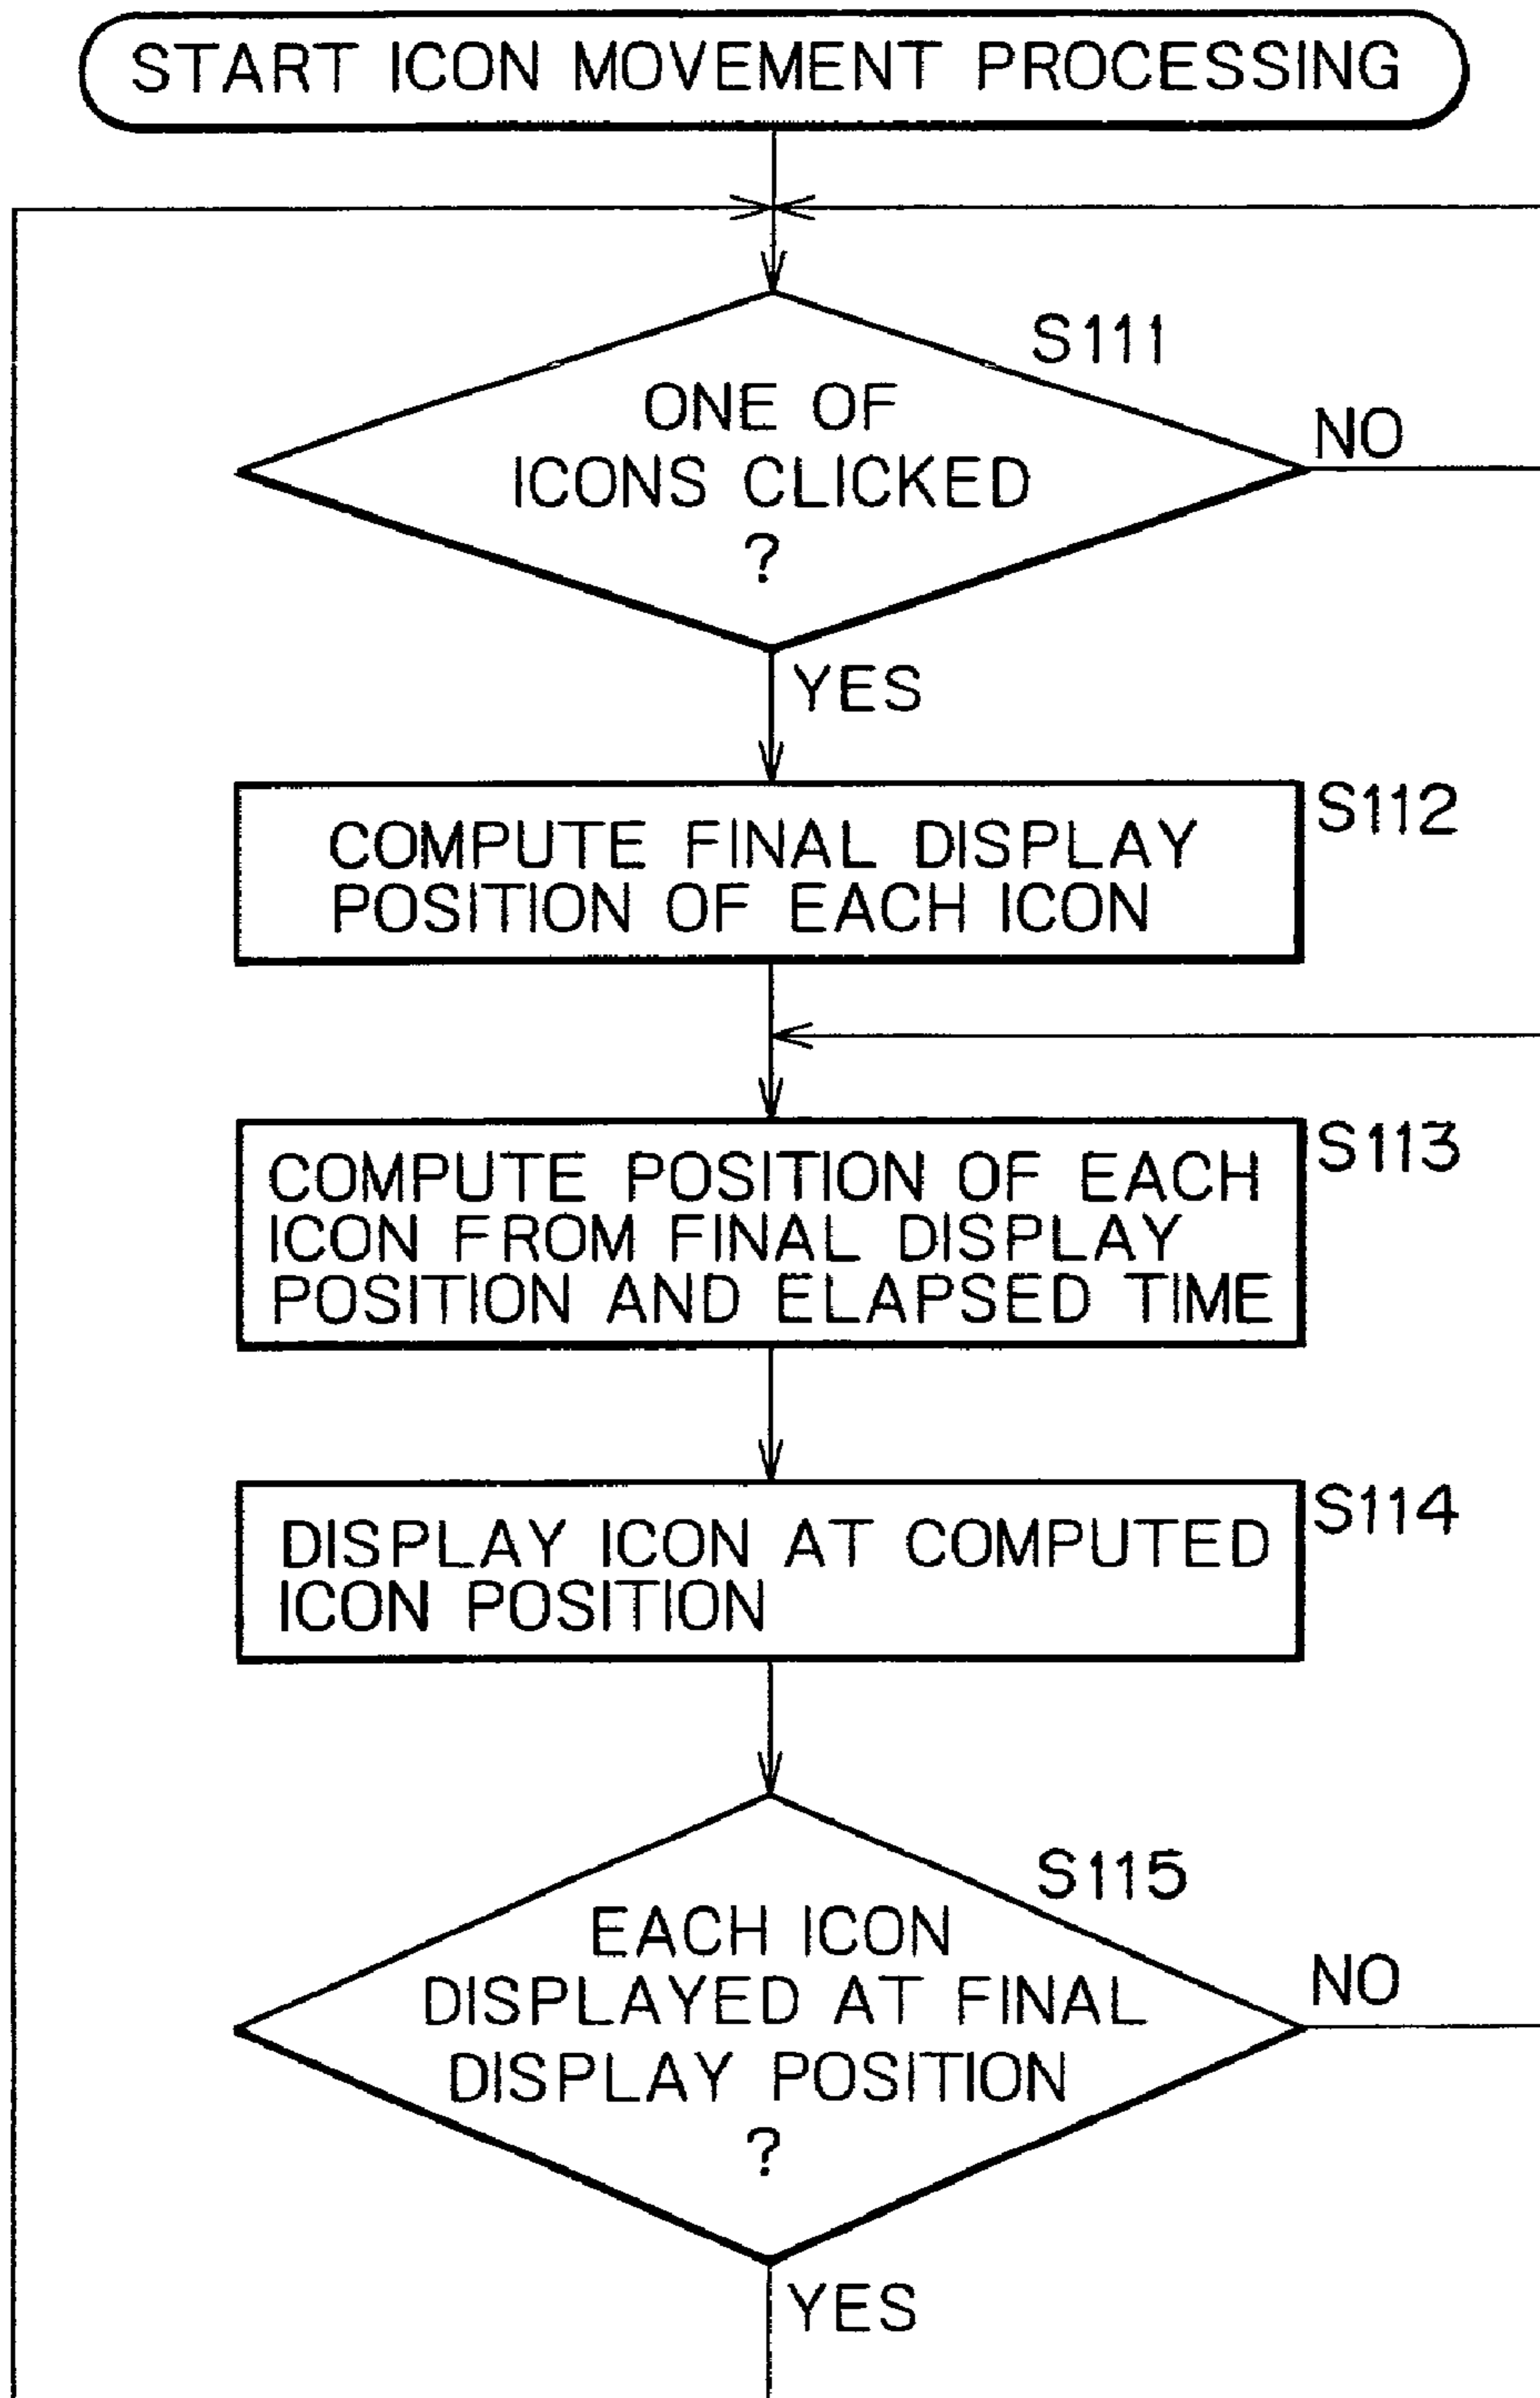 START ICON MOVEMENT PROCESSING
S111
ONE OF
ICONS CLICKED
?
NO
YES
S112
COMPUTE FINAL DISPLAY
POSITION OF EACH ICON
S113
COMPUTE POSITION OF EACH
ICON FROM FINAL DISPLAY
POSITION AND ELAPSED TIME
S114
DISPLAY ICON AT COMPUTED
ICON POSITION
S115
EACH ICON
DISPLAYED AT FINAL
DISPLAY POSITION
?
NO
YES